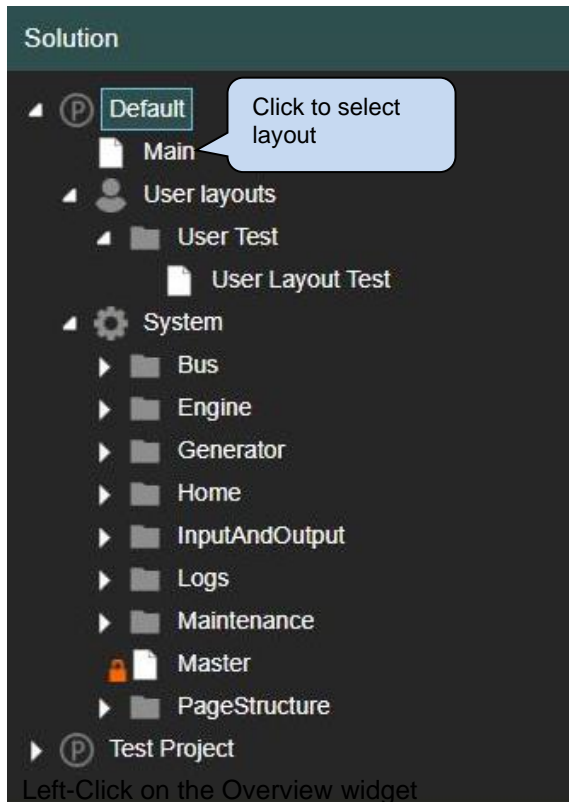 Solution
Default
Click to select
layout
Main
User layouts
User Test
User Layout Test
System
Bus
Engine
Generator
Home
InputAndOutput
Logs
Maintenance
Master
PageStructure
P Test Project
Left-Click on the Overview widget